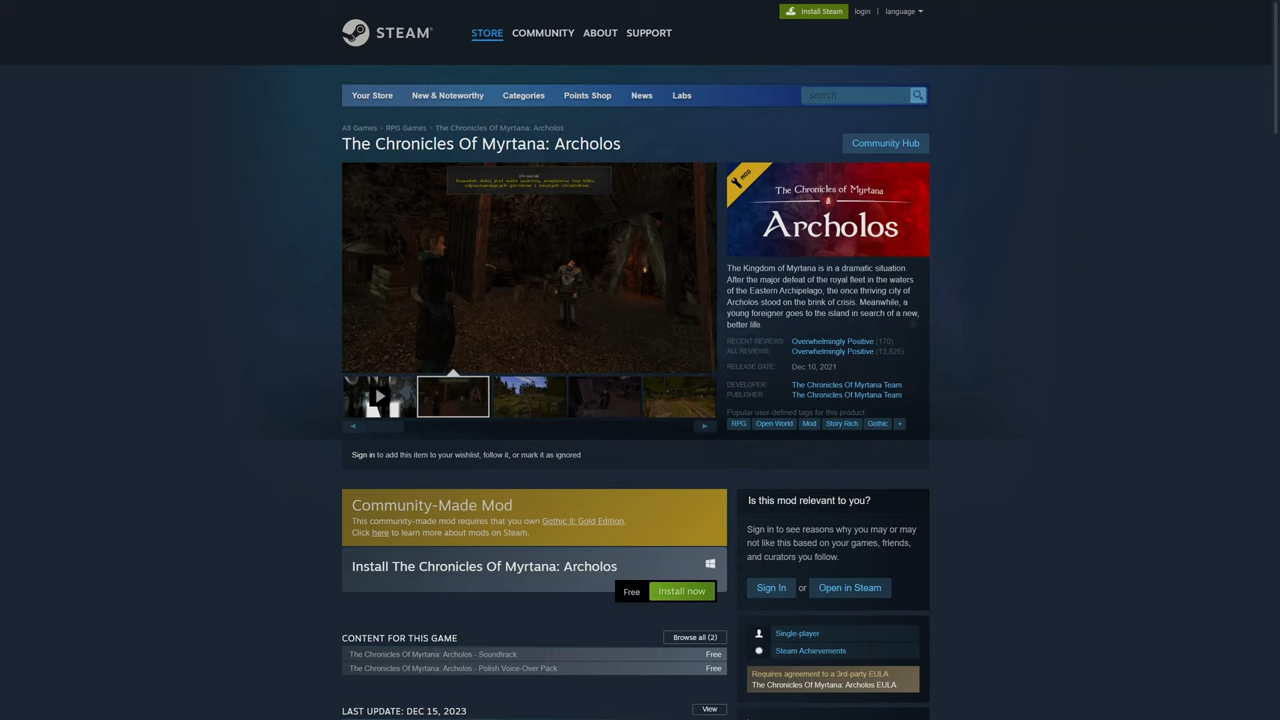 Install Steam login | language
STEAM® STORE COMMUNITY ABOUT SUPPORT
Your Store New & Noteworthy Categories Points Shop News Labs search
All Games > RPG Games > The Chronicles Of Myrtana: Archolos
The Chronicles Of Myrtana: Archolos
Community Hub
MOD
The Chronicles of Myrtana
Archolos
The Kingdom of Myrtana is in a dramatic situation.
After the major defeat of the royal fleet in the waters
of the Eastern Archipelago, the once thriving city of
Archolos stood on the brink of crisis. Meanwhile, a
young foreigner goes to the island in search of a new,
better life.
RECENT REVIEWS: Overwhelmingly Positive (170)
ALL REVIEWS: Overwhelmingly Positive (13,825)
RELEASE DATE: Dec 10, 2021
DEVELOPER: The Chronicles Of Myrtana Team
PUBLISHER: The Chronicles Of Myrtana Team
Popular user-defined tags for this product:
RPG Open World Mod Story Rich Gothic +
Sign in to add this item to your wishlist, follow it, or mark it as ignored
Community-Made Mod
This community-made mod requires that you own Gothic II: Gold Edition.
Click here to learn more about mods on Steam.
Install The Chronicles Of Myrtana: Archolos
Free Install now
CONTENT FOR THIS GAME Browse all (2)
The Chronicles Of Myrtana: Archolos - Soundtrack Free
The Chronicles Of Myrtana: Archolos - Polish Voice-Over Pack Free
LAST UPDATE: DEC 15, 2023 View
Is this mod relevant to you?
Sign in to see reasons why you may or may
not like this based on your games, friends,
and curators you follow.
Sign In or Open in Steam
Single-player
Steam Achievements
Requires agreement to a 3rd-party EULA
The Chronicles Of Myrtana: Archolos EULA